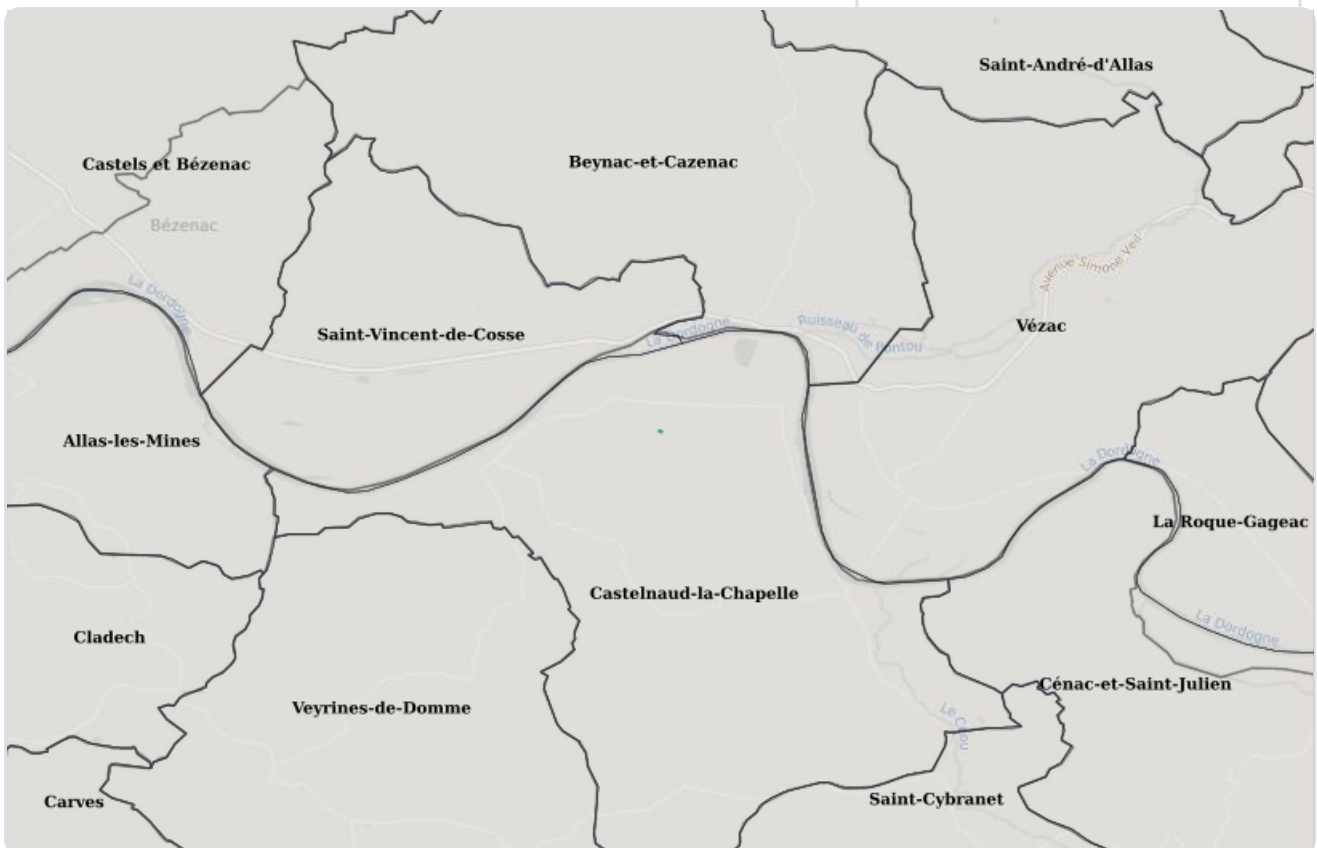 Saint-André-d'Allas
Castels et Bézenac
Beynac-et-Cazenac
Bézenac
Avenue Simone Veil
La Dordogne
Saint-Vincent-de-Cosse
La Dordogne
Ruisseau de Pontou
Vézac
Allas-les-Mines
La Dordogne
La Roque-Gageac
Castelnaud-la-Chapelle
Cladech
La Dordogne
Cénac-et-Saint-Julien
Veyrines-de-Domme
Le Céou
Carves
Saint-Cybranet